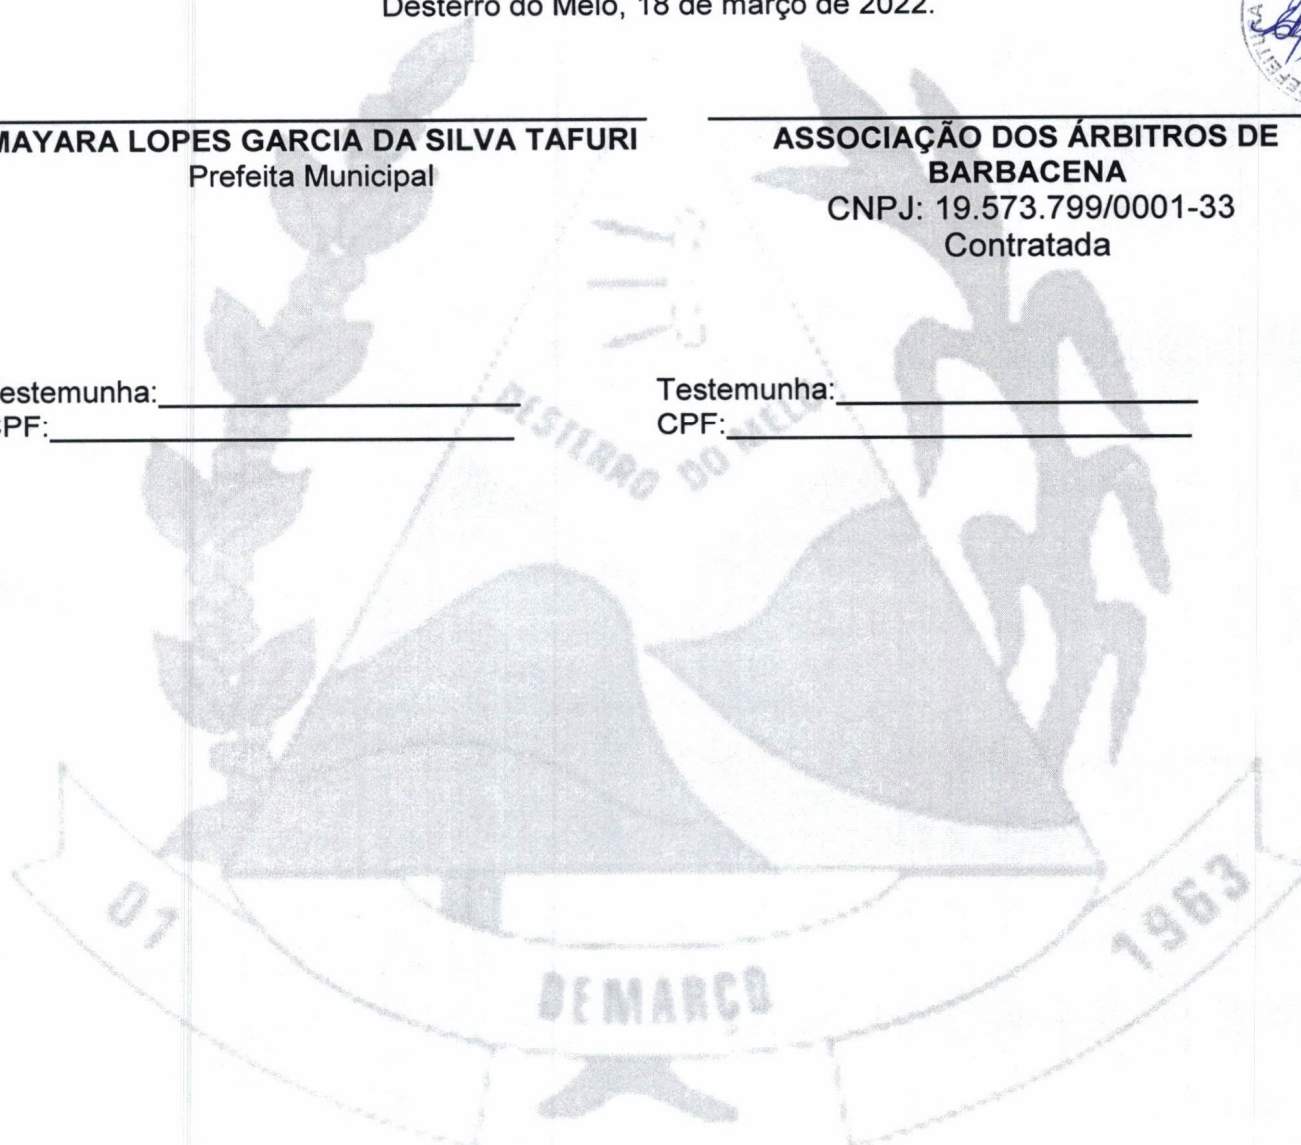 Desterro do Melo, 18 de março de 2022.
MAYARA LOPES GARCIA DA SILVA TAFURI
Prefeita Municipal
ASSOCIAÇÃO DOS ÁRBITROS DE
BARBACENA
CNPJ: 19.573.799/0001-33
Contratada
estemunha:
PF:
Testemunha:
CPF:
DESTERRO DO MELO
01
DE MARÇO
1963